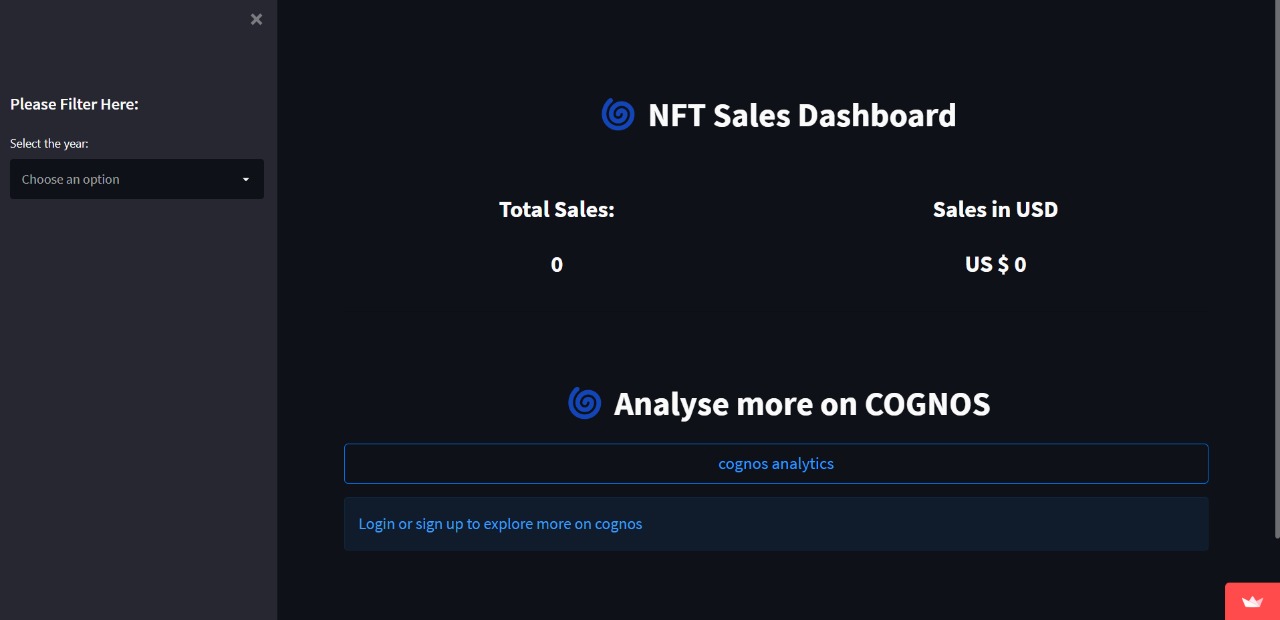 Please Filter Here:
Select the year:
Choose an option
NFT Sales Dashboard
Total Sales:
Sales in USD
0
US $ 0
Analyse more on COGNOS
cognos analytics
Login or sign up to explore more on cognos